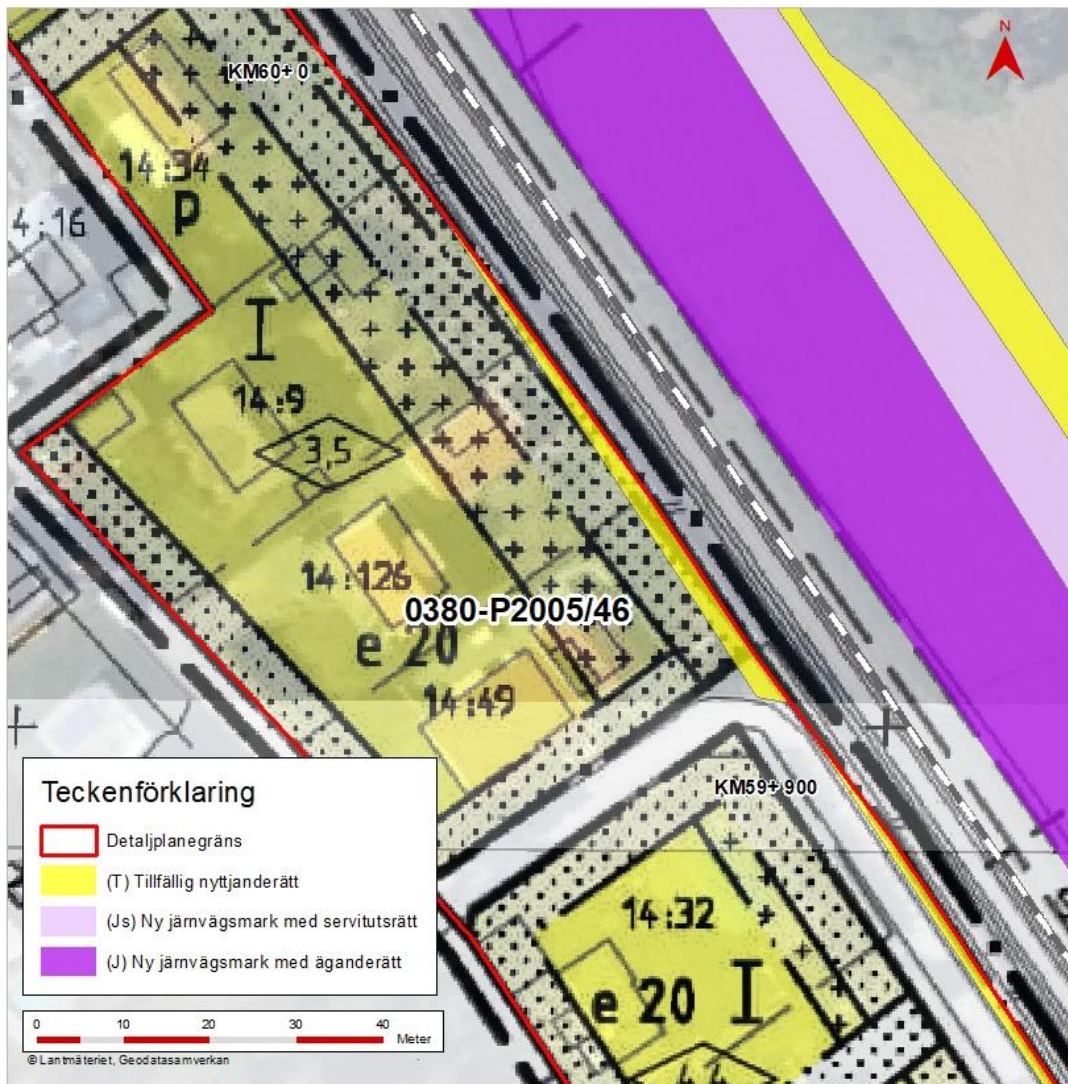 N
KM60+ 0
14:34
P
4:16
I
14:9
3,5
14:126
0380-P2005/46
e 20
14:49
KM59+ 900
14:32
e 20 I
4,4
Teckenförklaring
Detaljplanegräns
(T) Tillfällig nyttjanderätt
(Js) Ny järnvägsmark med servitutsrätt
(J) Ny järnvägsmark med äganderätt
0 10 20 30 40
Meter
© Lantmäteriet, Geodatasamverkan